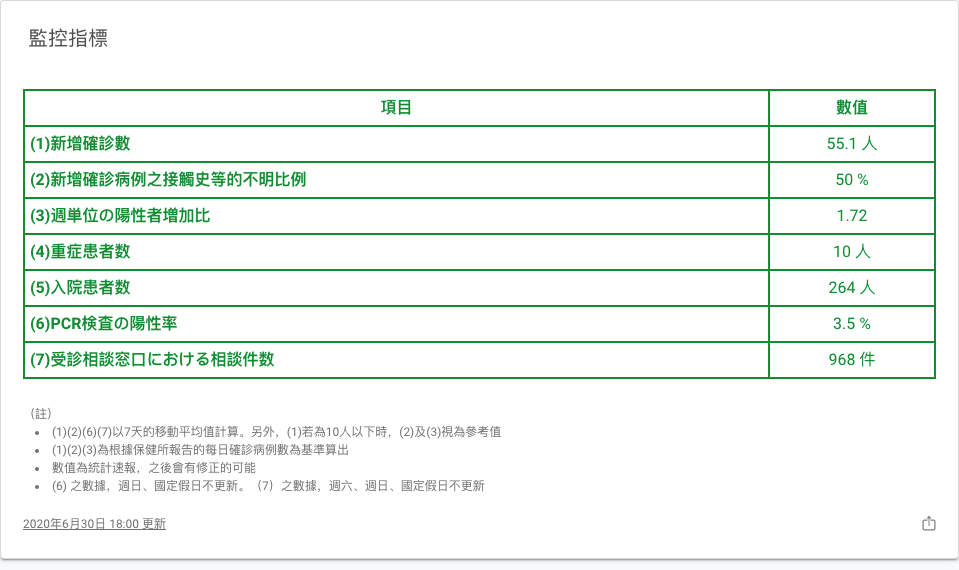 監控指標
項目 數值
(1)新增確診數 55.1 人
(2)新增確診病例之接觸史等的不明比例 50 %
(3)週単位の陽性者增加比 1.72
(4)重症患者数 10 人
(5)入院患者数 264 人
(6)PCR検査の陽性率 3.5 %
(7)受診相談窓口における相談件数 968 件
（註）
(1)(2)(6)(7)以7天的移動平均值計算。另外，(1)若為10人以下時，(2)及(3)視為參考值
(1)(2)(3)為根據保健所報告的每日確診病例數為基準算出
數值為統計速報，之後會有修正的可能
(6) 之數據，週日、國定假日不更新。（7）之數據，週六、週日、國定假日不更新
2020年6月30日 18:00 更新